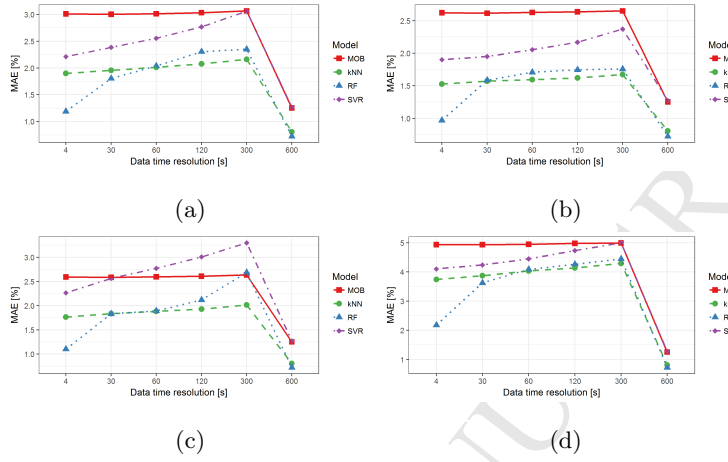 3.0
2.5
2.0
1.5
1.0
MAE [%]
4
30
60
120
300
600
Data time resolution [s]
Model
MOB
kNN
RF
SVR
(a)
2.5
2.0
1.5
1.0
MAE [%]
4
30
60
120
300
600
Data time resolution [s]
Mode
M
k
R
S
(b)
3.0
2.5
2.0
1.5
1.0
MAE [%]
4
30
60
120
300
600
Data time resolution [s]
Model
MOB
kNN
RF
SVR
(c)
5
4
3
2
1
MAE [%]
4
30
60
120
300
600
Data time resolution [s]
Mode
M
k
R
S
(d)